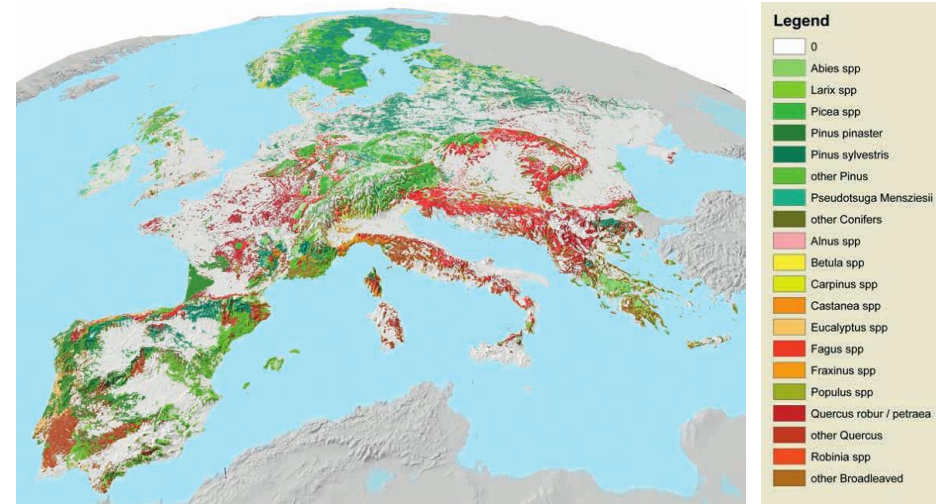 Legend
0
Abies spp
Larix spp
Picea spp
Pinus pinaster
Pinus sylvestris
other Pinus
Pseudotsuga Mensziesii
other Conifers
Alnus spp
Betula spp
Carpinus spp
Castanea spp
Eucalyptus spp
Fagus spp
Fraxinus spp
Populus spp
Quercus robur / petraea
other Quercus
Robinia spp
other Broadleaved